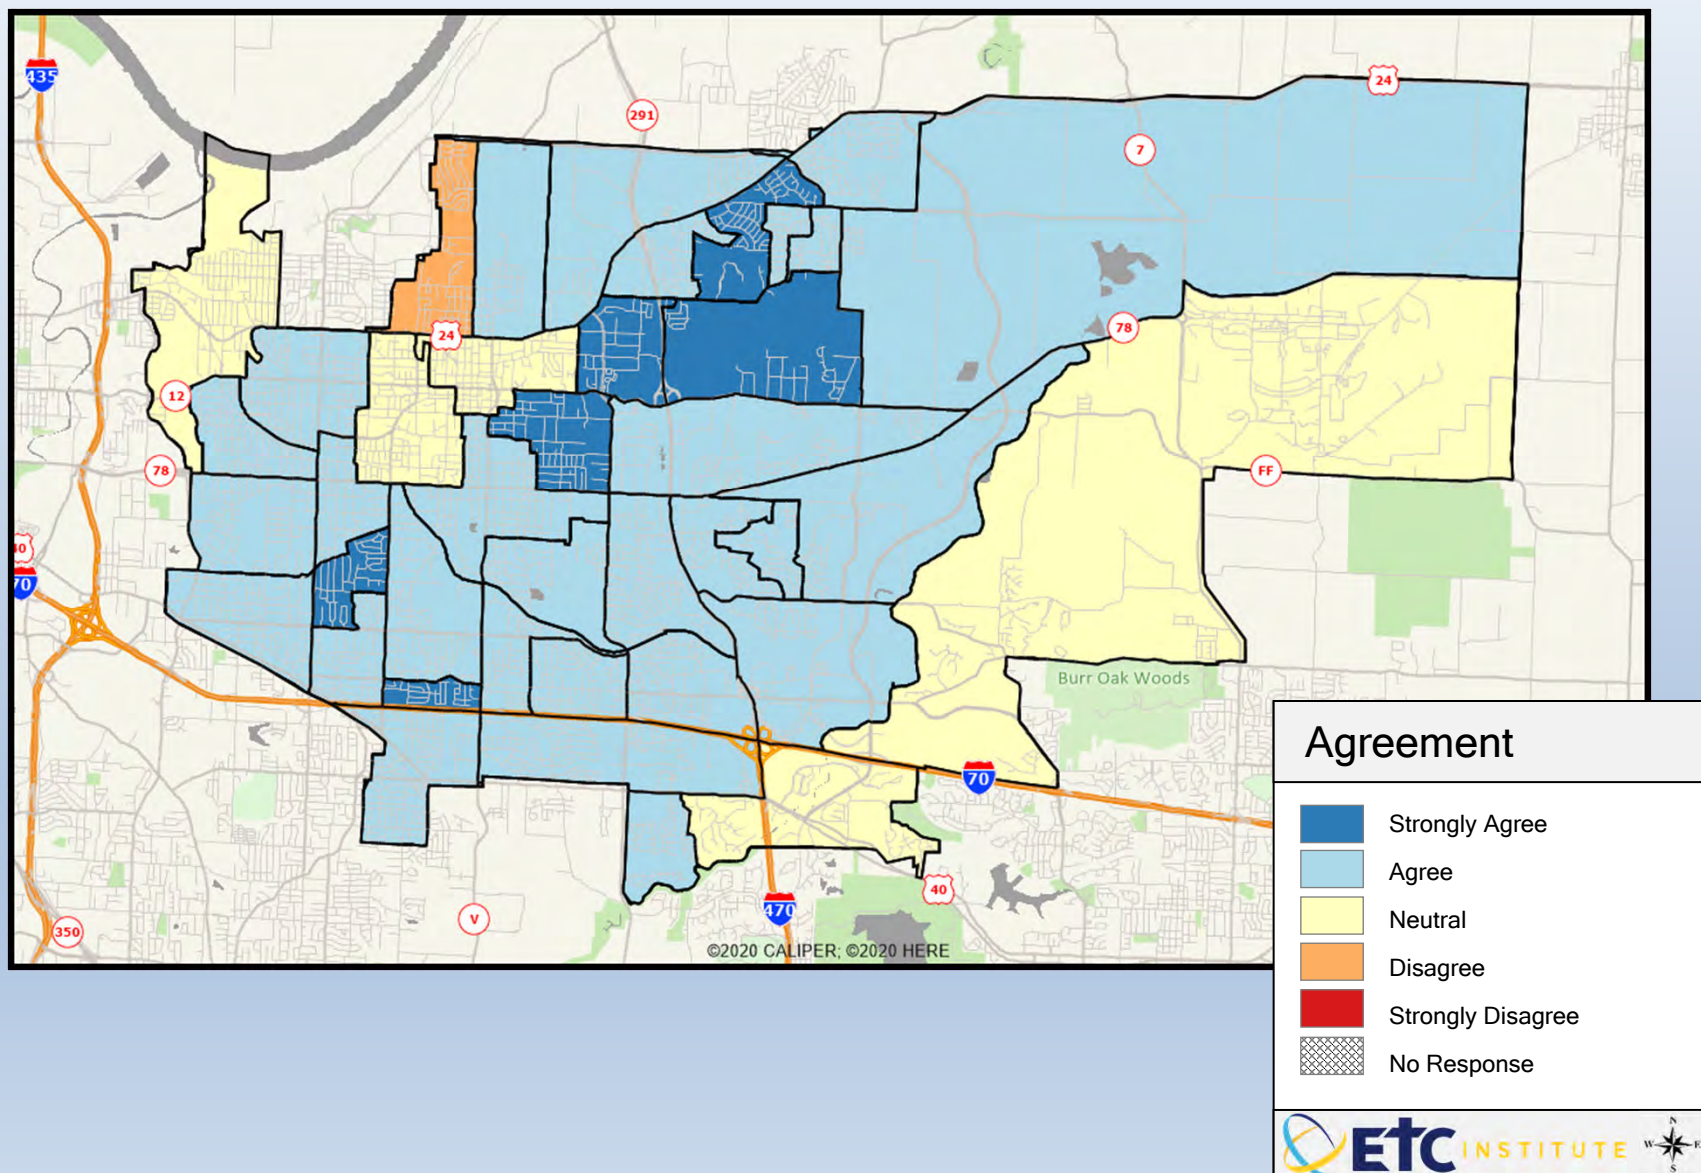 435
24
291
7
24
78
12
78
FF
40
70
Burr Oak Woods
Agreement
70
Strongly Agree
Agree
40
470
V
Neutral
350
©2020 CALIPER; ©2020 HERE
Disagree
Strongly Disagree
No Response
ETC INSTITUTE
N
W E
S